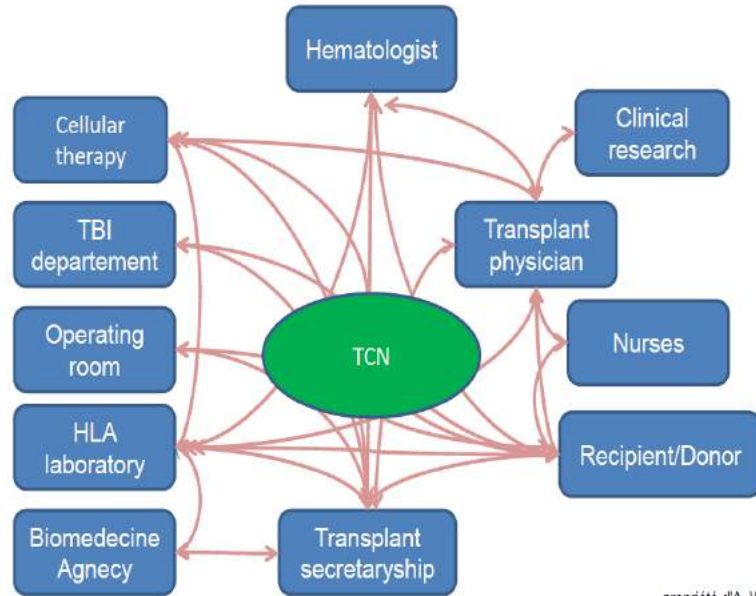 Hematologist
Cellular
therapy
Clinical
research
TBI
departement
Transplant
physician
Operating
room
TCN
Nurses
HLA
laboratory
Recipient/Donor
Biomedecine
Agnecy
Transplant
secretaryship
propriété d'A.